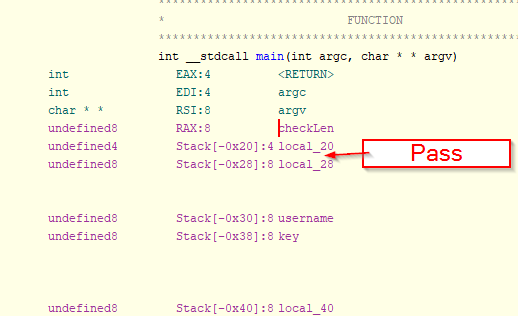 ************************************************
* FUNCTION
************************************************
int __stdcall main(int argc, char * * argv)
int EAX:4 <RETURN>
int EDI:4 argc
char * * RSI:8 argv
undefined8 RAX:8 checkLen
undefined4 Stack[-0x20]:4 local_20
undefined8 Stack[-0x28]:8 local_28
Pass
undefined8 Stack[-0x30]:8 username
undefined8 Stack[-0x38]:8 key
undefined8 Stack[-0x40]:8 local_40